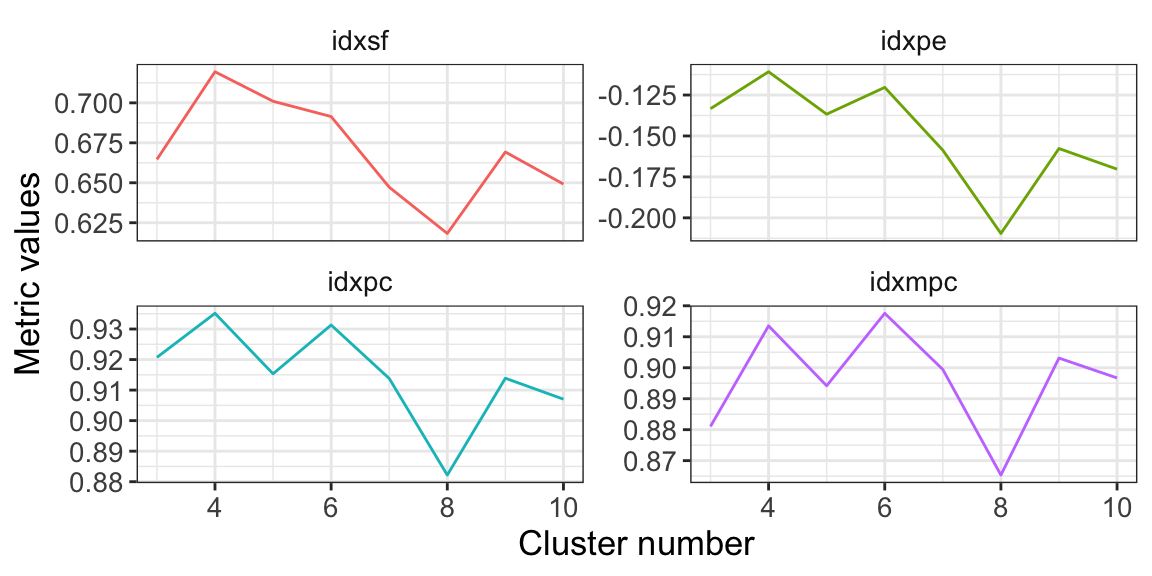 idxsf
idxpe
0.700
0.675
0.650
0.625
-0.125
-0.150
-0.175
-0.200
Metric values
idxpc
idxmpc
0.93
0.92
0.91
0.90
0.89
0.88
0.92
0.91
0.90
0.89
0.88
0.87
4 6 8 10
4 6 8 10
Cluster number